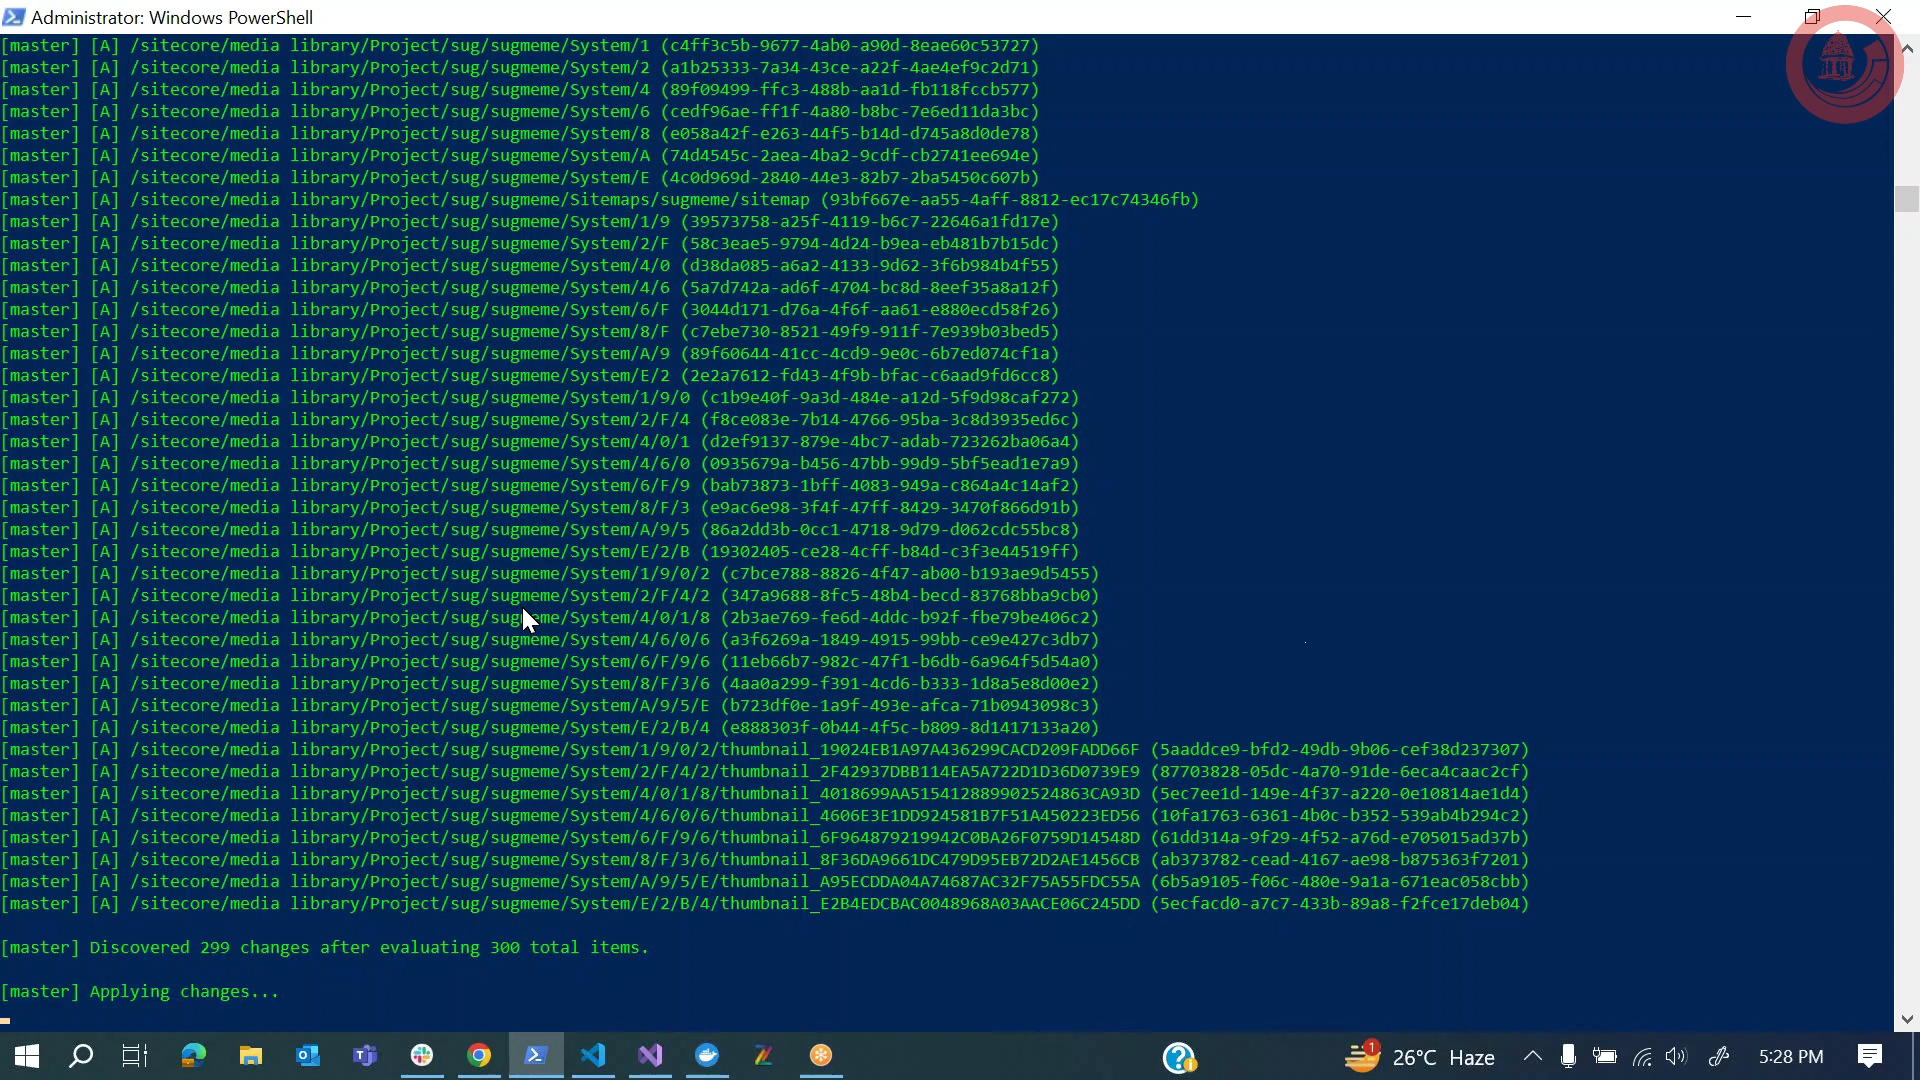 Administrator: Windows PowerShell
[master] [A] /sitecore/media library/Project/sug/sugmeme/System/1 (c4ff3c5b-9677-4ab0-a90d-8eae60c53727)
[master] [A] /sitecore/media library/Project/sug/sugmeme/System/2 (a1b25333-7a34-43ce-a22f-4ae4ef9c2d71)
[master] [A] /sitecore/media library/Project/sug/sugmeme/System/4 (89f09499-ffc3-488b-aa1d-fb118fccb577)
[master] [A] /sitecore/media library/Project/sug/sugmeme/System/6 (cedf96ae-ff1f-4a80-b8bc-7e6ed11da3bc)
[master] [A] /sitecore/media library/Project/sug/sugmeme/System/8 (e058a42f-e263-44f5-b14d-d745a8d0de78)
[master] [A] /sitecore/media library/Project/sug/sugmeme/System/A (74d4545c-2aea-4ba2-9cdf-cb2741ee694e)
[master] [A] /sitecore/media library/Project/sug/sugmeme/System/E (4c0d969d-2840-44e3-82b7-2ba5450c607b)
[master] [A] /sitecore/media library/Project/sug/sugmeme/Sitemaps/sugmeme/sitemap (93bf667e-aa55-4aff-8812-ec17c74346fb)
[master] [A] /sitecore/media library/Project/sug/sugmeme/System/1/9 (39573758-a25f-4119-b6c7-22646a1fd17e)
[master] [A] /sitecore/media library/Project/sug/sugmeme/System/2/F (58c3eae5-9794-4d24-b9ea-eb481b7b15dc)
[master] [A] /sitecore/media library/Project/sug/sugmeme/System/4/0 (d38da085-a6a2-4133-9d62-3f6b984b4f55)
[master] [A] /sitecore/media library/Project/sug/sugmeme/System/4/6 (5a7d742a-ad6f-4704-bc8d-8eef35a8a12f)
[master] [A] /sitecore/media library/Project/sug/sugmeme/System/6/F (3044d171-d76a-4f6f-aa61-e880ecd58f26)
[master] [A] /sitecore/media library/Project/sug/sugmeme/System/8/F (c7ebe730-8521-49f9-911f-7e939b03bed5)
[master] [A] /sitecore/media library/Project/sug/sugmeme/System/A/9 (89f60644-41cc-4cd9-9e0c-6b7ed074cf1a)
[master] [A] /sitecore/media library/Project/sug/sugmeme/System/E/2 (2e2a7612-fd43-4f9b-bfac-c6aad9fd6cc8)
[master] [A] /sitecore/media library/Project/sug/sugmeme/System/1/9/0 (c1b9e40f-9a3d-484e-a12d-5f9d98caf272)
[master] [A] /sitecore/media library/Project/sug/sugmeme/System/2/F/4 (f8ce083e-7b14-4766-95ba-3c8d3935ed6c)
[master] [A] /sitecore/media library/Project/sug/sugmeme/System/4/0/1 (d2ef9137-879e-4bc7-adab-723262ba06a4)
[master] [A] /sitecore/media library/Project/sug/sugmeme/System/4/6/0 (0935679a-b456-47bb-99d9-5bf5ead1e7a9)
[master] [A] /sitecore/media library/Project/sug/sugmeme/System/6/F/9 (bab73873-1bff-4083-949a-c864a4c14af2)
[master] [A] /sitecore/media library/Project/sug/sugmeme/System/8/F/3 (e9ac6e98-3f4f-47ff-8429-3470f866d91b)
[master] [A] /sitecore/media library/Project/sug/sugmeme/System/A/9/5 (86a2dd3b-0cc1-4718-9d79-d062cdc55bc8)
[master] [A] /sitecore/media library/Project/sug/sugmeme/System/E/2/B (19302405-ce28-4cff-b84d-c3f3e44519ff)
[master] [A] /sitecore/media library/Project/sug/sugmeme/System/1/9/0/2 (c7bce788-8826-4f47-ab00-b193ae9d5455)
[master] [A] /sitecore/media library/Project/sug/sugmeme/System/2/F/4/2 (347a9688-8fc5-48b4-becd-83768bba9cb0)
[master] [A] /sitecore/media library/Project/sug/sugmeme/System/4/0/1/8 (2b3ae769-fe6d-4ddc-b92f-fbe79be406c2)
[master] [A] /sitecore/media library/Project/sug/sugmeme/System/4/6/0/6 (a3f6269a-1849-4915-99bb-ce9e427c3db7)
[master] [A] /sitecore/media library/Project/sug/sugmeme/System/6/F/9/6 (11eb66b7-982c-47f1-b6db-6a964f5d54a0)
[master] [A] /sitecore/media library/Project/sug/sugmeme/System/8/F/3/6 (4aa0a299-f391-4cd6-b333-1d8a5e8d00e2)
[master] [A] /sitecore/media library/Project/sug/sugmeme/System/A/9/5/E (b723df0e-1a9f-493e-afca-71b0943098c3)
[master] [A] /sitecore/media library/Project/sug/sugmeme/System/E/2/B/4 (e888303f-0b44-4f5c-b809-8d1417133a20)
[master] [A] /sitecore/media library/Project/sug/sugmeme/System/1/9/0/2/thumbnail_19024EB1A97A436299CACD209FADD66F (5aaddce9-bfd2-49db-9b06-cef38d237307)
[master] [A] /sitecore/media library/Project/sug/sugmeme/System/2/F/4/2/thumbnail_2F42937DBB114EA5A722D1D36D0739E9 (87703828-05dc-4a70-91de-6eca4caac2cf)
[master] [A] /sitecore/media library/Project/sug/sugmeme/System/4/0/1/8/thumbnail_4018699AA515412889902524863CA93D (5ec7ee1d-149e-4f37-a220-0e10814ae1d4)
[master] [A] /sitecore/media library/Project/sug/sugmeme/System/4/6/0/6/thumbnail_4606E3E1DD924581B7F51A450223ED56 (10fa1763-6361-4b0c-b352-539ab4b294c2)
[master] [A] /sitecore/media library/Project/sug/sugmeme/System/6/F/9/6/thumbnail_6F964879219942C0BA26F0759D14548D (61dd314a-9f29-4f52-a76d-e705015ad37b)
[master] [A] /sitecore/media library/Project/sug/sugmeme/System/8/F/3/6/thumbnail_8F36DA9661DC479D95EB72D2AE1456CB (ab373782-cead-4167-ae98-b875363f7201)
[master] [A] /sitecore/media library/Project/sug/sugmeme/System/A/9/5/E/thumbnail_A95ECDDA04A74687AC32F75A55FDC55A (6b5a9105-f06c-480e-9a1a-671eac058cbb)
[master] [A] /sitecore/media library/Project/sug/sugmeme/System/E/2/B/4/thumbnail_E2B4EDCBAC0048968A03AACE06C245DD (5ecfacd0-a7c7-433b-89a8-f2fce17deb04)
[master] Discovered 299 changes after evaluating 300 total items.
[master] Applying changes...
1
26°C Haze
5:28 PM